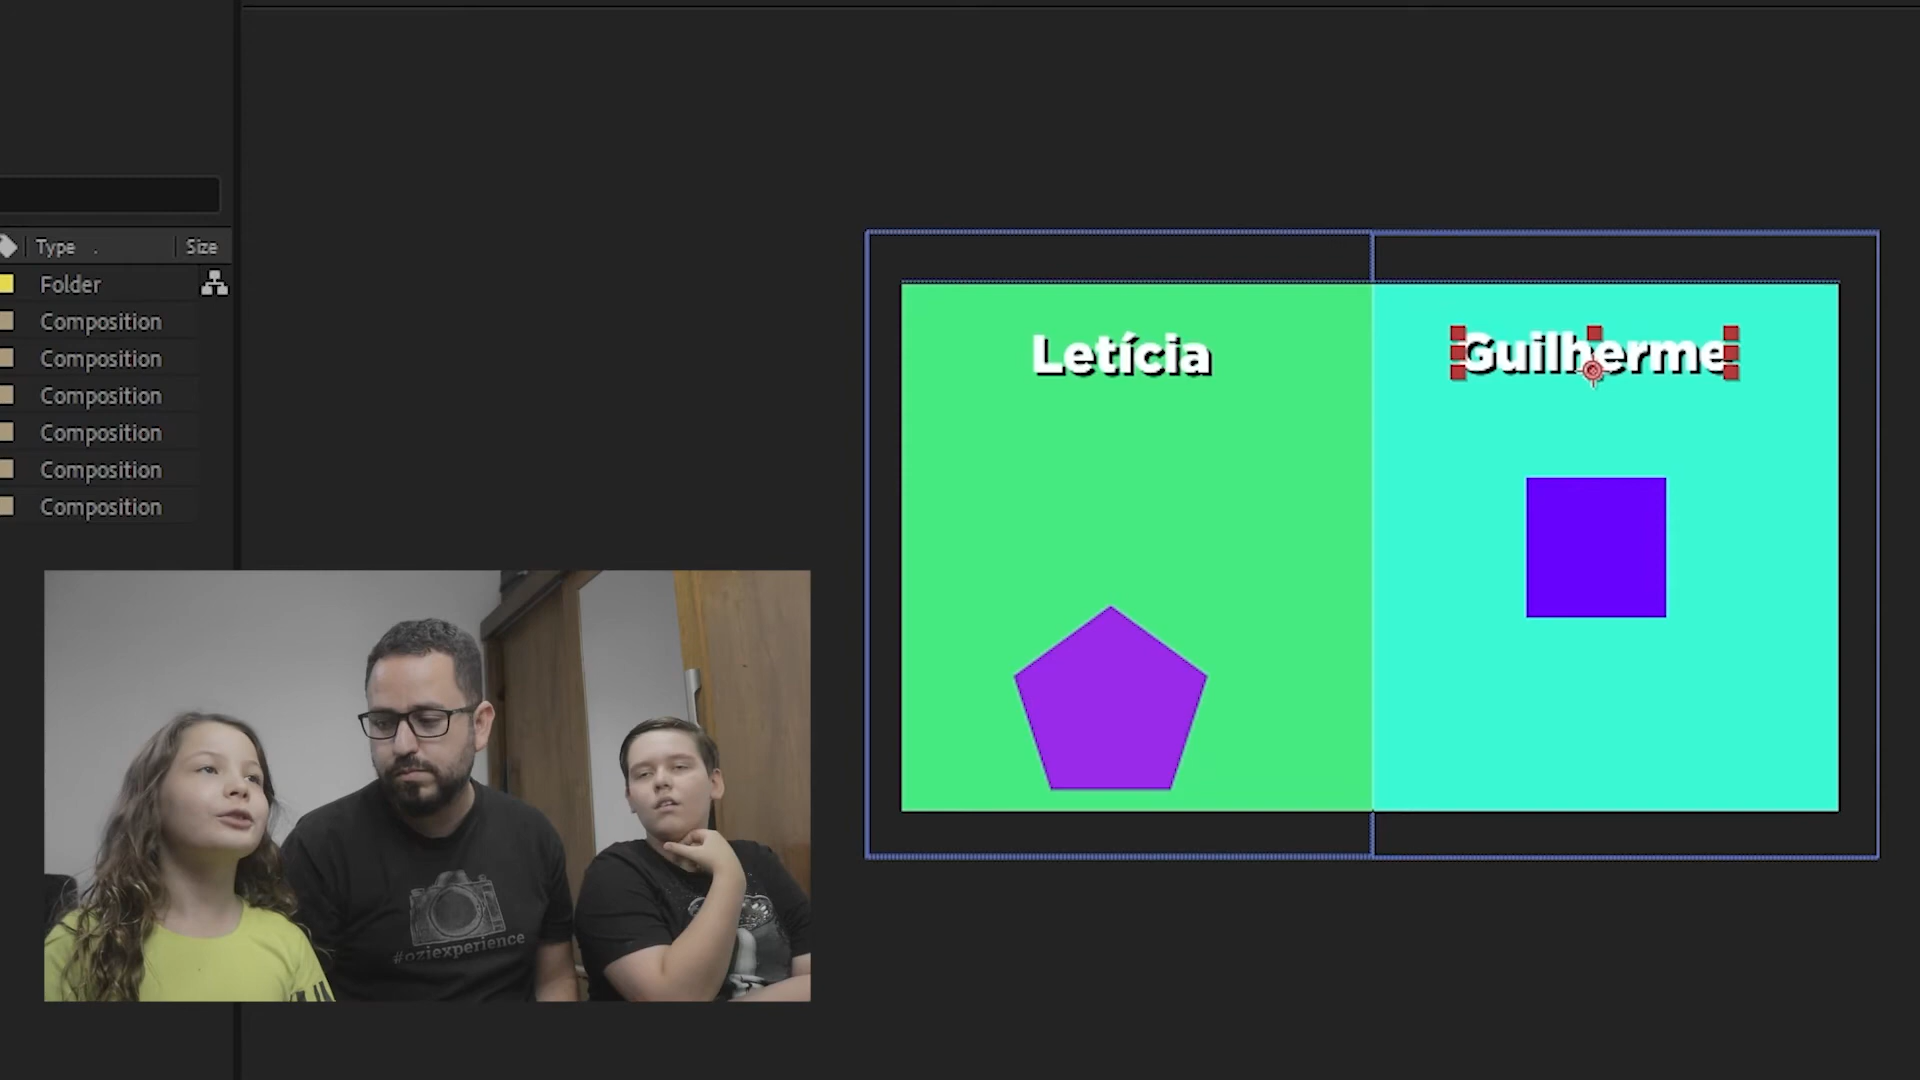 Type Size
Folder
Composition
Composition
Composition
Composition
Composition
Composition
Letícia
Guilherme
#oziexperience